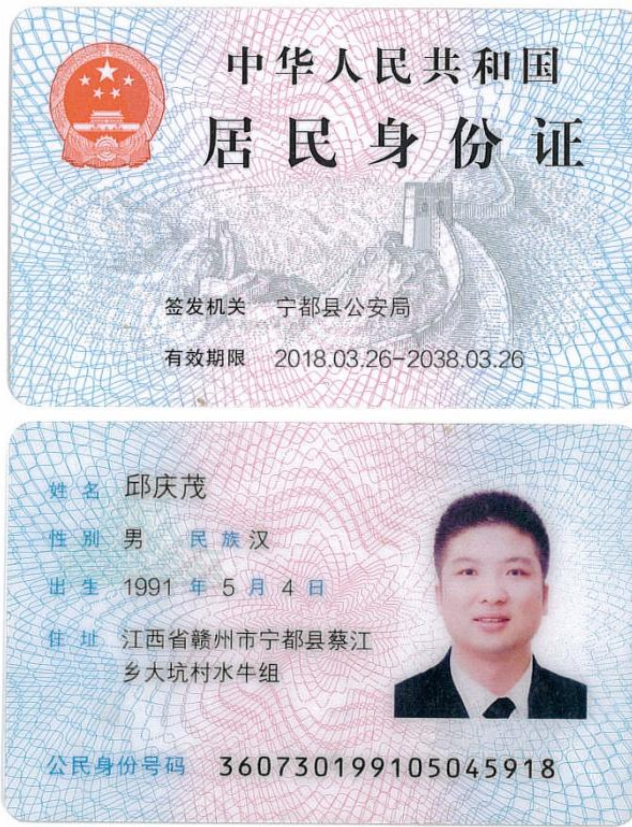 中华人民共和国
居民身份证
签发机关 宁都县公安局
有效期限 2018.03.26-2038.03.26
姓名 邱庆茂
性别 男 民族 汉
出生 1991 年 5 月 4 日
住址 江西省赣州市宁都县蔡江
乡大坑村水牛组
公民身份号码 360730199105045918